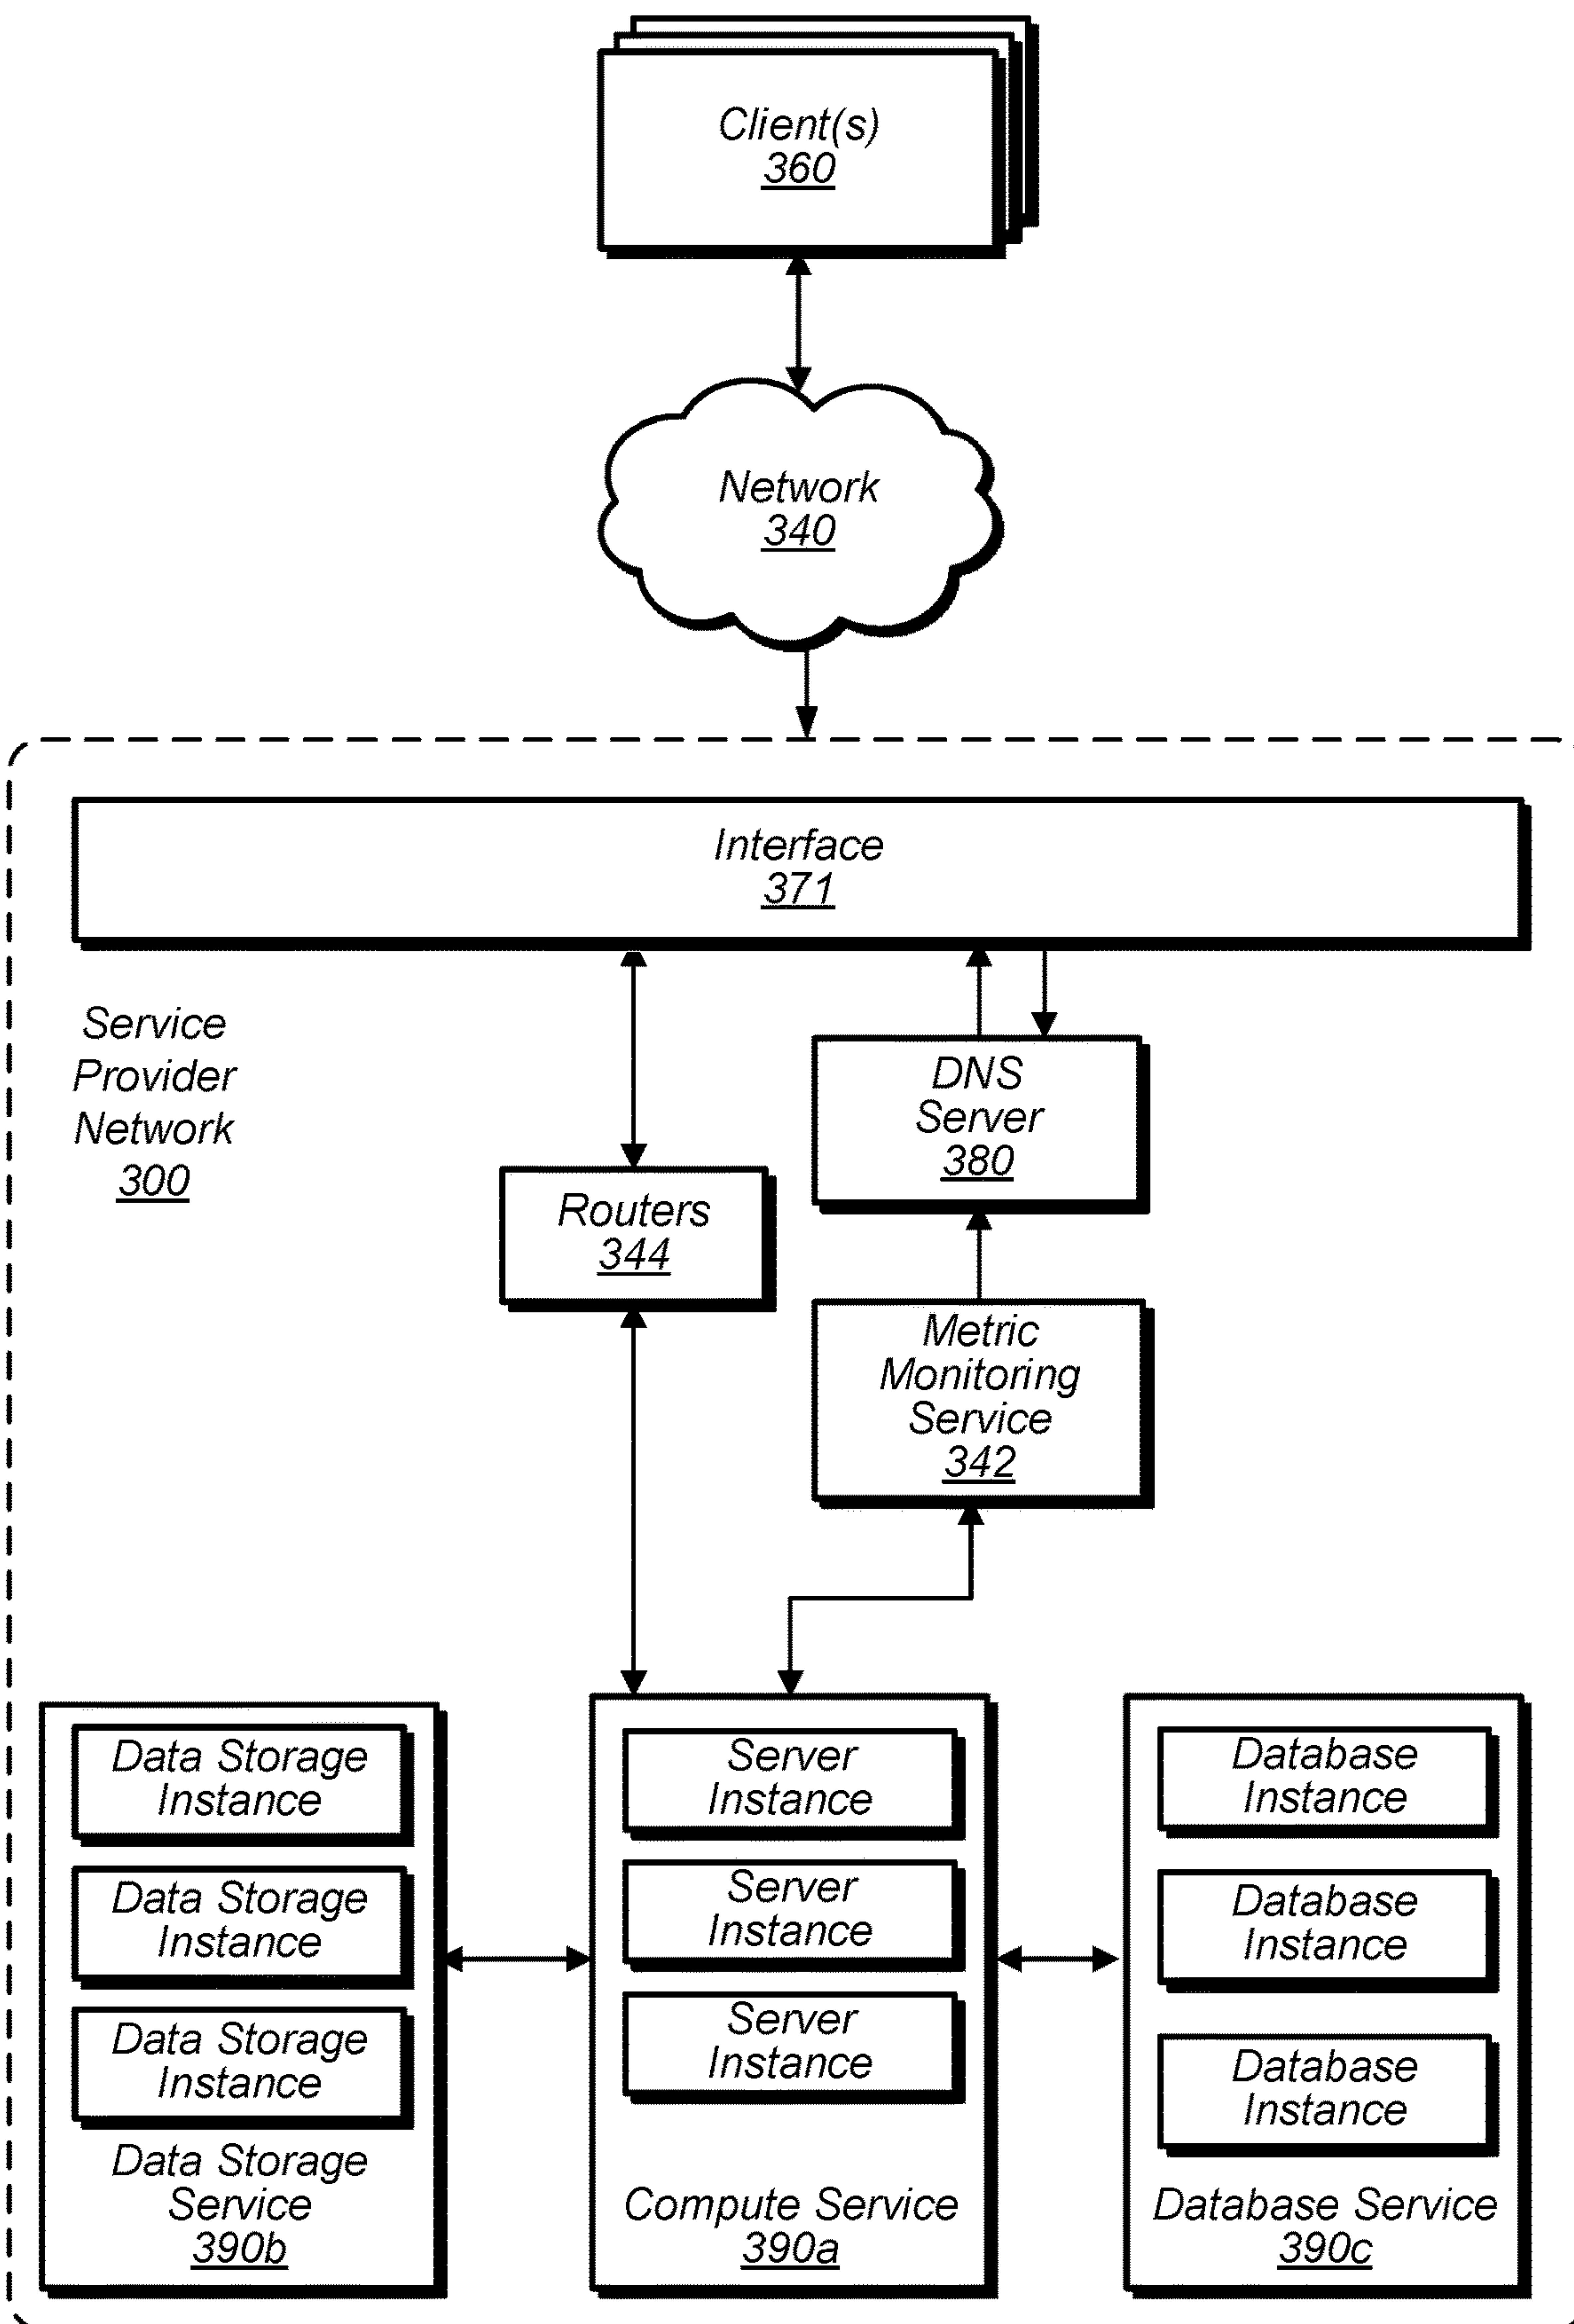 Client(s)
360
Network
340
Interface
371
Service
Provider
Network
300
DNS
Server
380
Routers
344
Metric
Monitoring
Service
342
Data Storage
Instance
Data Storage
Instance
Data Storage
Instance
Data Storage
Service
390b
Server
Instance
Server
Instance
Server
Instance
Compute Service
390a
Database
Instance
Database
Instance
Database
Instance
Database Service
390c